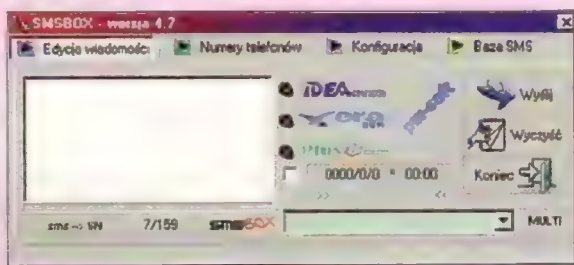 SMSBOX - wersja 4.7
Edycja wiadomości
Numery telefonów
Konfiguracja
Baza SMS
IDEA
Wyślij
Wyczyść
0000/0/0 * 00:00
Koniec
>> <<
sms -> SN
7/159
smsBOX
MULTI